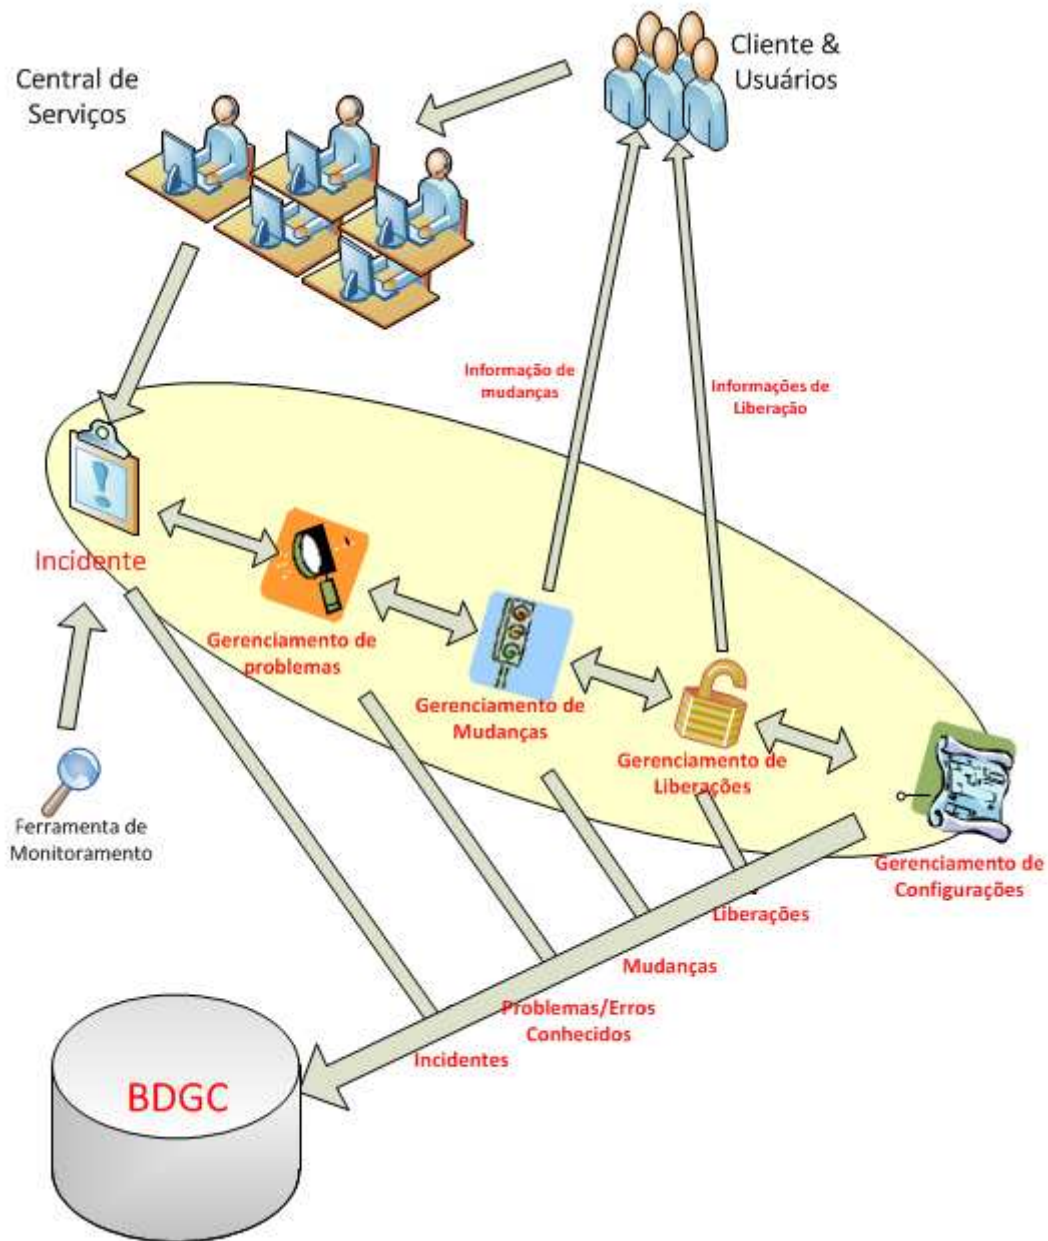 Cliente &
Usuários
Central de
Serviços
Informação de
mudanças
Informações de
Liberação
Incidente
Gerenciamento de
problemas
Gerenciamento de
Mudanças
Gerenciamento de
Liberações
Ferramenta de
Monitoramento
Gerenciamento de
Configurações
Liberações
Mudanças
Problemas/Erros
Conhecidos
Incidentes
BDGC